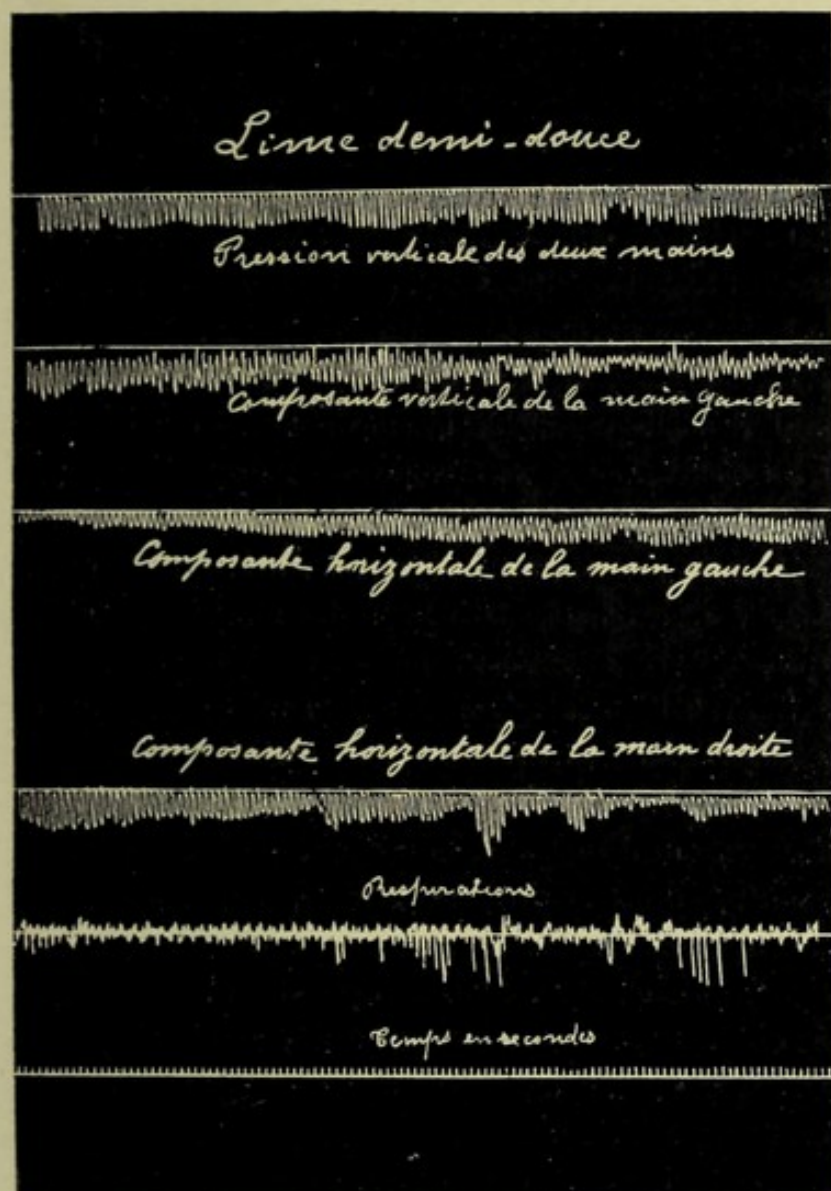 Lime demi-douce
Pression verticale des deux mains
Composante verticale de la main gauche
Composante horizontale de la main gauche
Composante horizontale de la main droite
Respirations
Temps en secondes